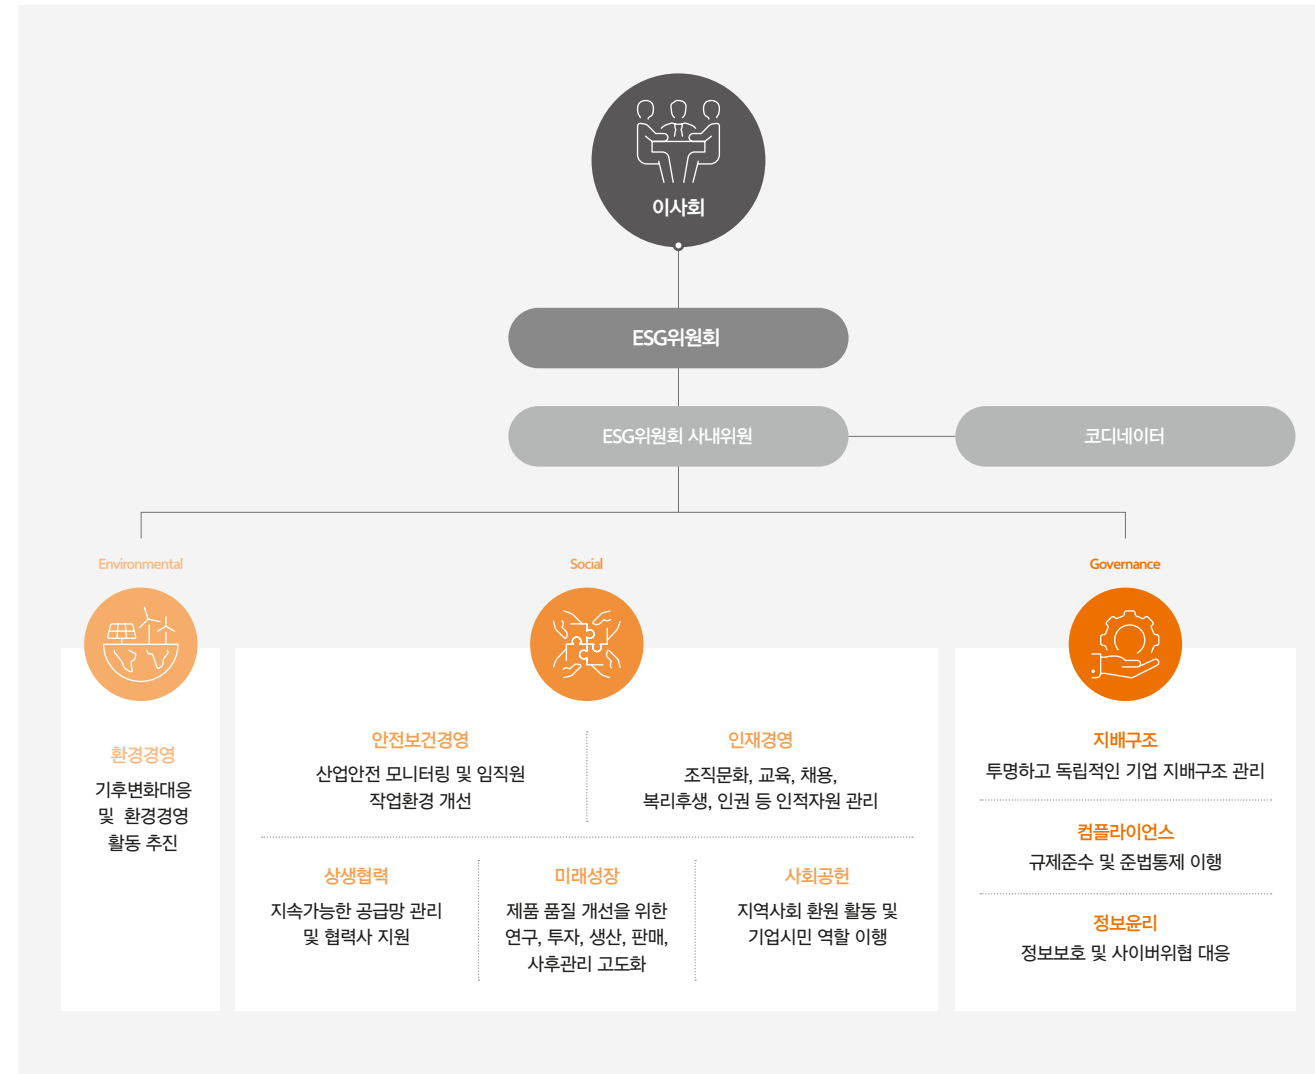 이사회
ESG위원회
ESG위원회 사내위원
코디네이터
Environmental
환경경영
기후변화대응
및 환경경영
활동 추진
Social
안전보건경영
산업안전 모니터링 및 임직원
작업환경 개선
인재경영
조직문화, 교육, 채용,
복리후생, 인권 등 인적자원 관리
상생협력
지속가능한 공급망 관리
및 협력사 지원
미래성장
제품 품질 개선을 위한
연구, 투자, 생산, 판매,
사후관리 고도화
사회공헌
지역사회 환원 활동 및
기업시민 역할 이행
Governance
지배구조
투명하고 독립적인 기업 지배구조 관리
컴플라이언스
규제준수 및 준법통제 이행
정보윤리
정보보호 및 사이버위협 대응